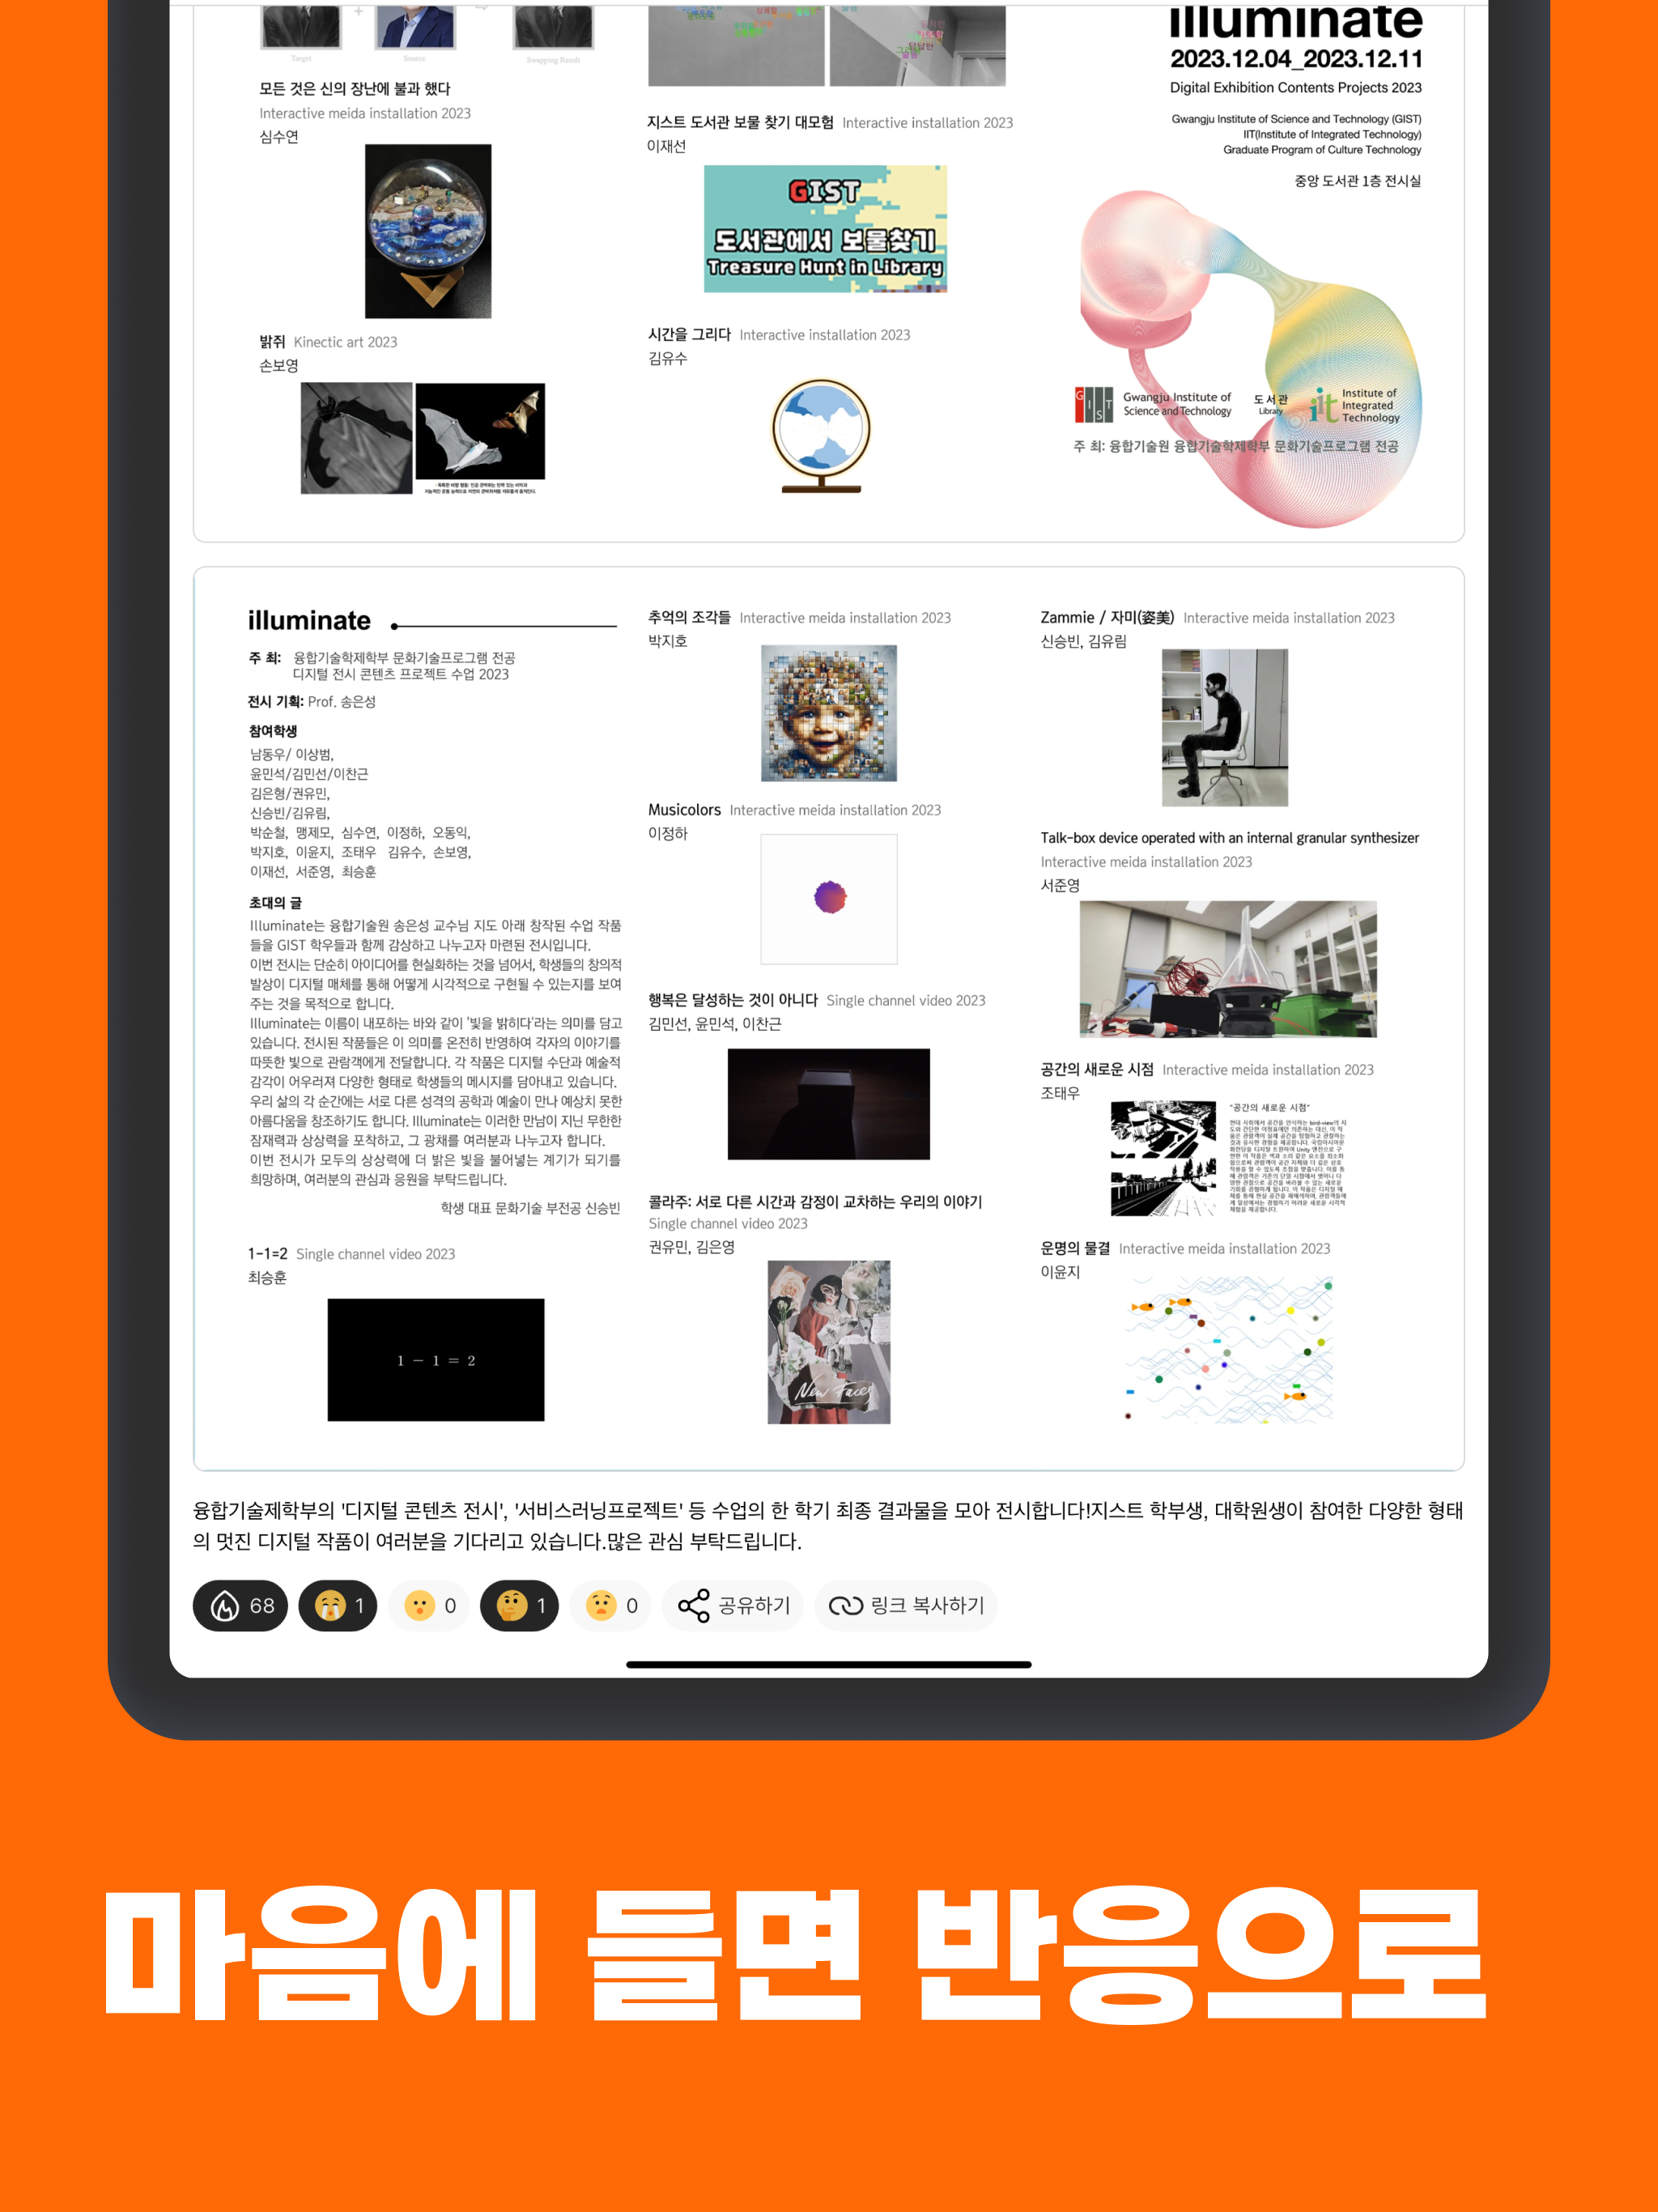 Target
Source
Swapping Result
모든 것은 신의 장난에 불과 했다
Interactive meida installation 2023
심수연
밝쥐 Kinectic art 2023
손보영
지스트 도서관 보물 찾기 대모험 Interactive installation 2023
이재선
GIST
도서관에서 보물찾기
Treasure Hunt in Library
시간을 그리다 Interactive installation 2023
김유수
illuminate
2023.12.04_2023.12.11
Digital Exhibition Contents Projects 2023
Gwangju Institute of Science and Technology (GIST)
IIT(Institute of Integrated Technology)
Graduate Program of Culture Technology
중앙 도서관 1층 전시실
GIST
Gwangju Institute of
Science and Technology
도서관
Library
iit
Institute of
Integrated
Technology
주 최: 융합기술원 융합기술학제학부 문화기술프로그램 전공
illuminate
주 최: 융합기술학제학부 문화기술프로그램 전공
디지털 전시 콘텐츠 프로젝트 수업 2023
전시 기획: Prof. 송은성
참여학생
남동우/ 이상범,
윤민석/김민선/이찬근
김은형/권유민,
신승빈/김유림,
박순철, 맹제모, 심수연, 이정하, 오동익,
박지호, 이윤지, 조태우 김유수, 손보영,
이재선, 서준영, 최승훈
초대의 글
Illuminate는 융합기술원 송은성 교수님 지도 아래 창작된 수업 작품
들을 GIST 학우들과 함께 감상하고 나누고자 마련된 전시입니다.
이번 전시는 단순히 아이디어를 현실화하는 것을 넘어서, 학생들의 창의적
발상이 디지털 매체를 통해 어떻게 시각적으로 구현될 수 있는지를 보여
주는 것을 목적으로 합니다.
Illuminate는 이름이 내포하는 바와 같이 '빛을 밝히다'라는 의미를 담고
있습니다. 전시된 작품들은 이 의미를 온전히 반영하여 각자의 이야기를
따뜻한 빛으로 관람객에게 전달합니다. 각 작품은 디지털 수단과 예술적
감각이 어우러져 다양한 형태로 학생들의 메시지를 담아내고 있습니다.
우리 삶의 각 순간에는 서로 다른 성격의 공학과 예술이 만나 예상치 못한
아름다움을 창조하기도 합니다. Illuminate는 이러한 만남이 지닌 무한한
잠재력과 상상력을 포착하고, 그 광채를 여러분과 나누고자 합니다.
이번 전시가 모두의 상상력에 더 밝은 빛을 불어넣는 계기가 되기를
희망하며, 여러분의 관심과 응원을 부탁드립니다.
학생 대표 문화기술 부전공 신승빈
1-1=2 Single channel video 2023
최승훈
1 − 1 = 2
추억의 조각들 Interactive meida installation 2023
박지호
Musicolors Interactive meida installation 2023
이정하
행복은 달성하는 것이 아니다 Single channel video 2023
김민선, 윤민석, 이찬근
콜라주: 서로 다른 시간과 감정이 교차하는 우리의 이야기
Single channel video 2023
권유민, 김은영
New Faces
Zammie / 자미(姿美) Interactive meida installation 2023
신승빈, 김유림
Talk-box device operated with an internal granular synthesizer
Interactive meida installation 2023
서준영
공간의 새로운 시점 Interactive meida installation 2023
조태우
"공간의 새로운 시점"
운명의 물결 Interactive meida installation 2023
이윤지
융합기술제학부의 '디지털 콘텐츠 전시', '서비스러닝프로젝트' 등 수업의 한 학기 최종 결과물을 모아 전시합니다!지스트 학부생, 대학원생이 참여한 다양한 형태
의 멋진 디지털 작품이 여러분을 기다리고 있습니다.많은 관심 부탁드립니다.
68 1 0 1 0 공유하기 링크 복사하기
마음에 들면 반응으로